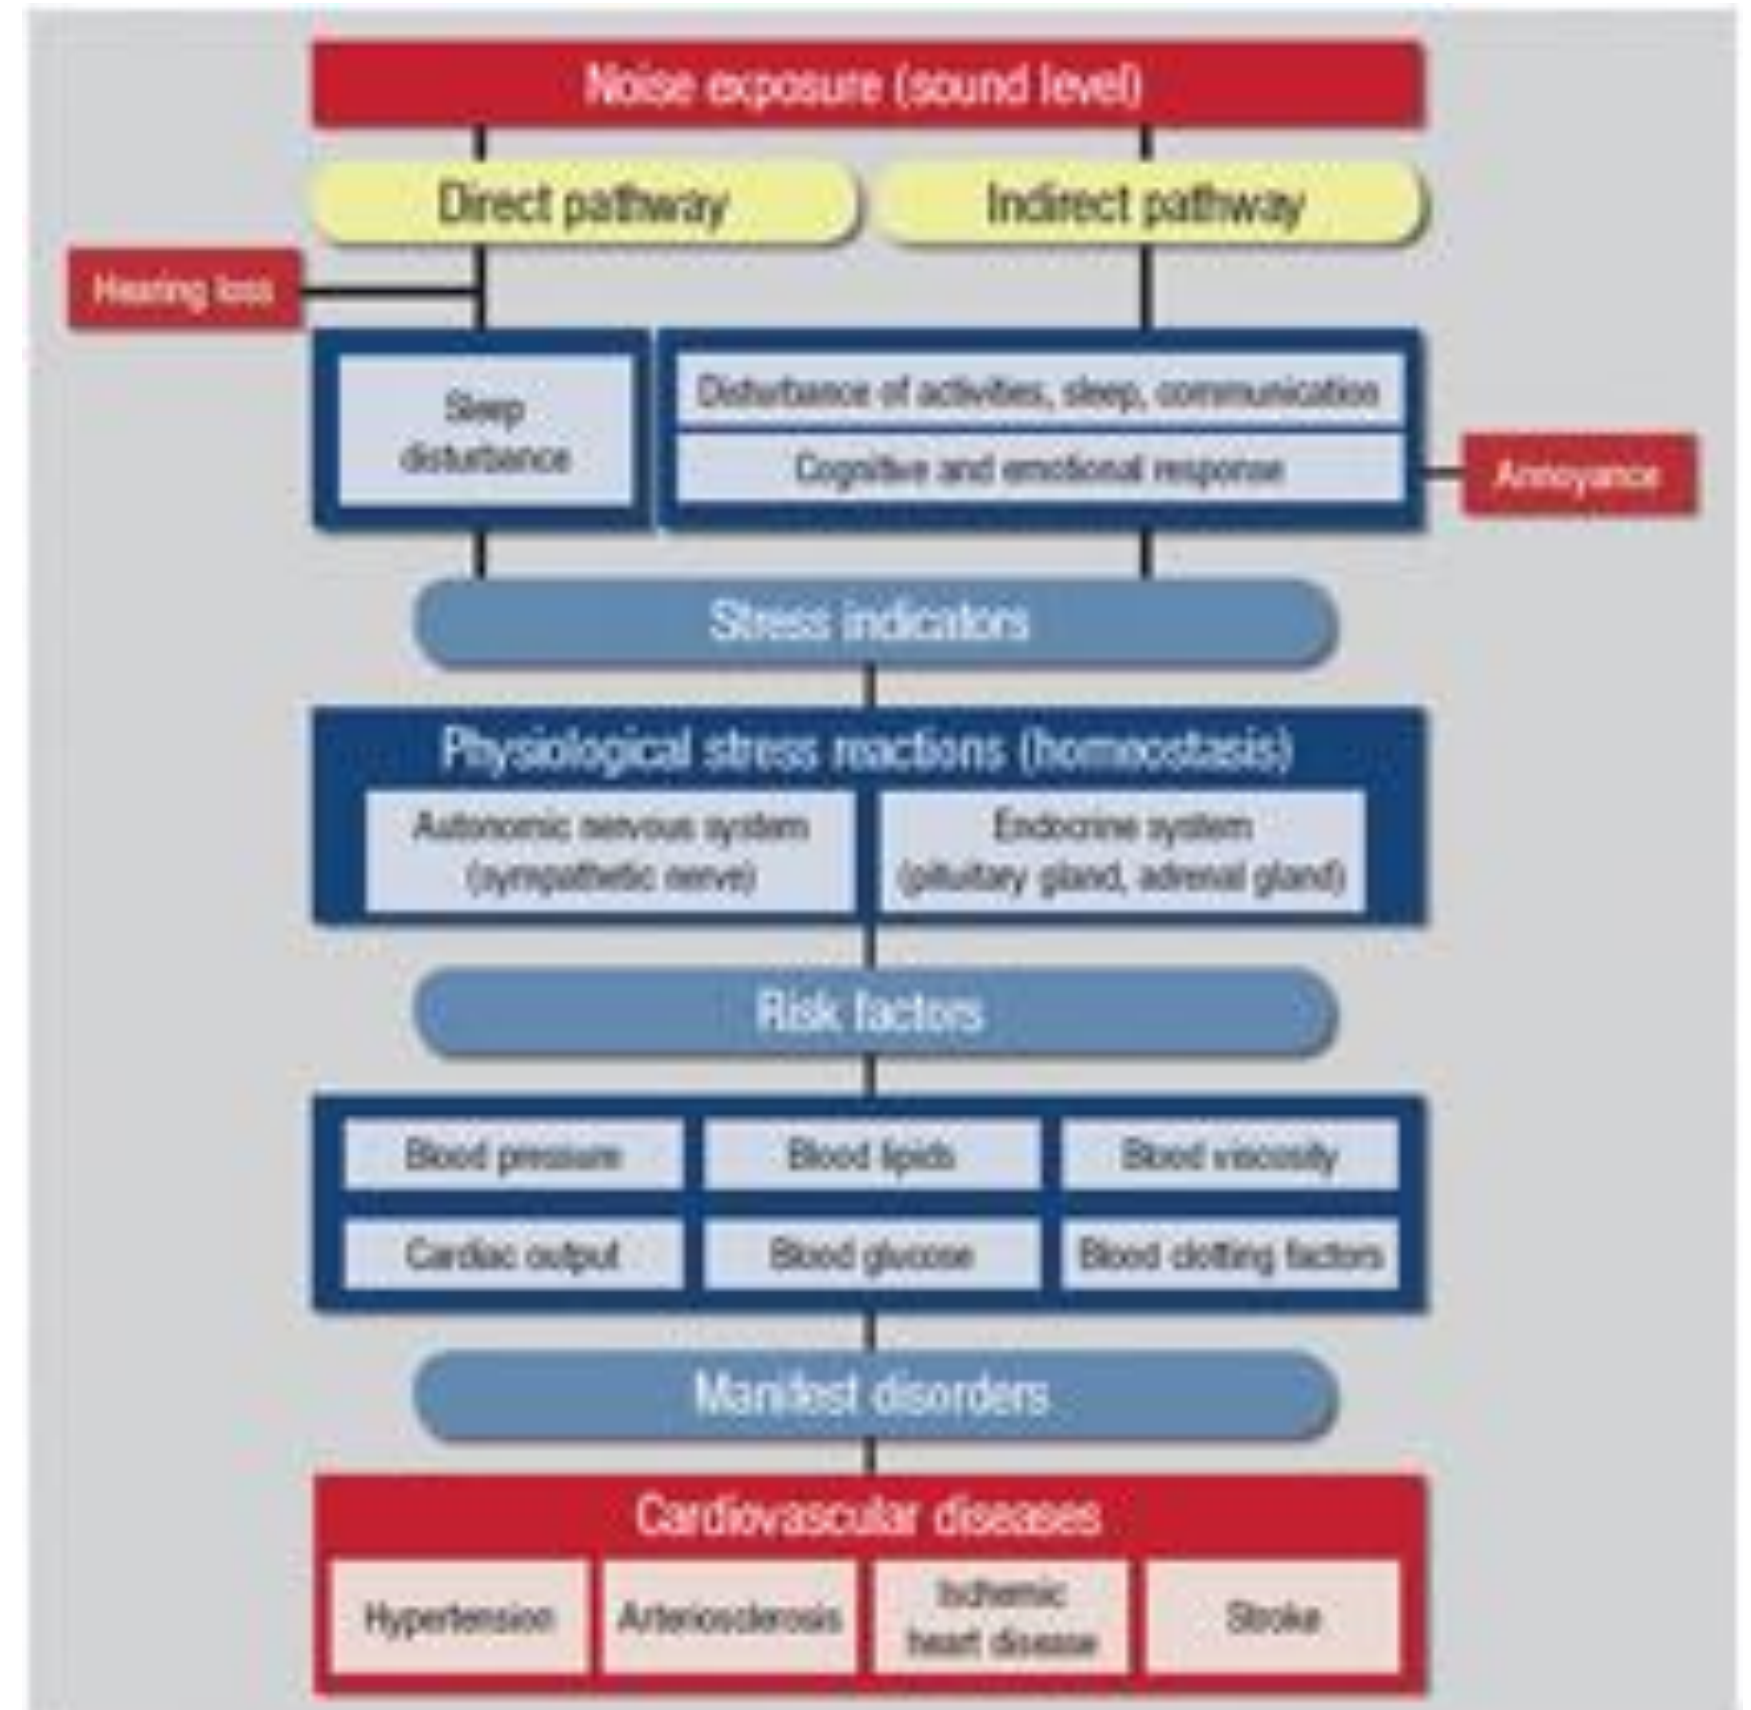 Noise exposure (sound level)
Direct pathway
Indirect pathway
Hearing loss
Sleep
disturbance
Disturbance of activities, sleep, communication
Cognitive and emotional response
Annoyance
Stress indicators
Physiological stress reactions (homeostasis)
Autonomic nervous system
(sympathetic nerve)
Endocrine system
(pituitary gland, adrenal gland)
Risk factors
Blood pressure
Blood lipids
Blood viscosity
Cardiac output
Blood glucose
Blood clotting factors
Manifest disorders
Cardiovascular diseases
Hypertension
Arteriosclerosis
Ischemic
heart disease
Stroke